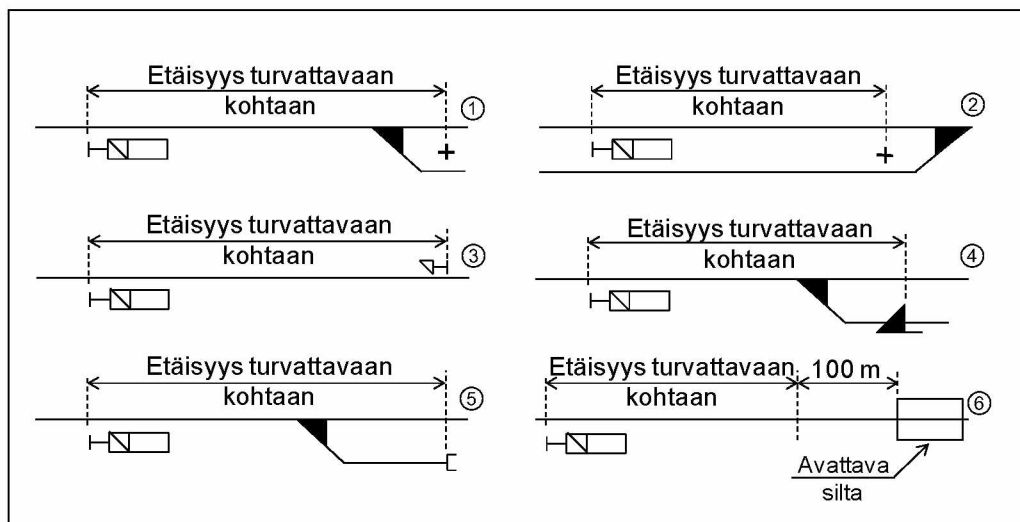 Etäisyys turvattavaan
kohtaan
1
Etäisyys turvattavaan
kohtaan
2
Etäisyys turvattavaan
kohtaan
3
Etäisyys turvattavaan
kohtaan
4
Etäisyys turvattavaan
kohtaan
5
Etäisyys turvattavaan
kohtaan
100 m
6
Avattava
silta